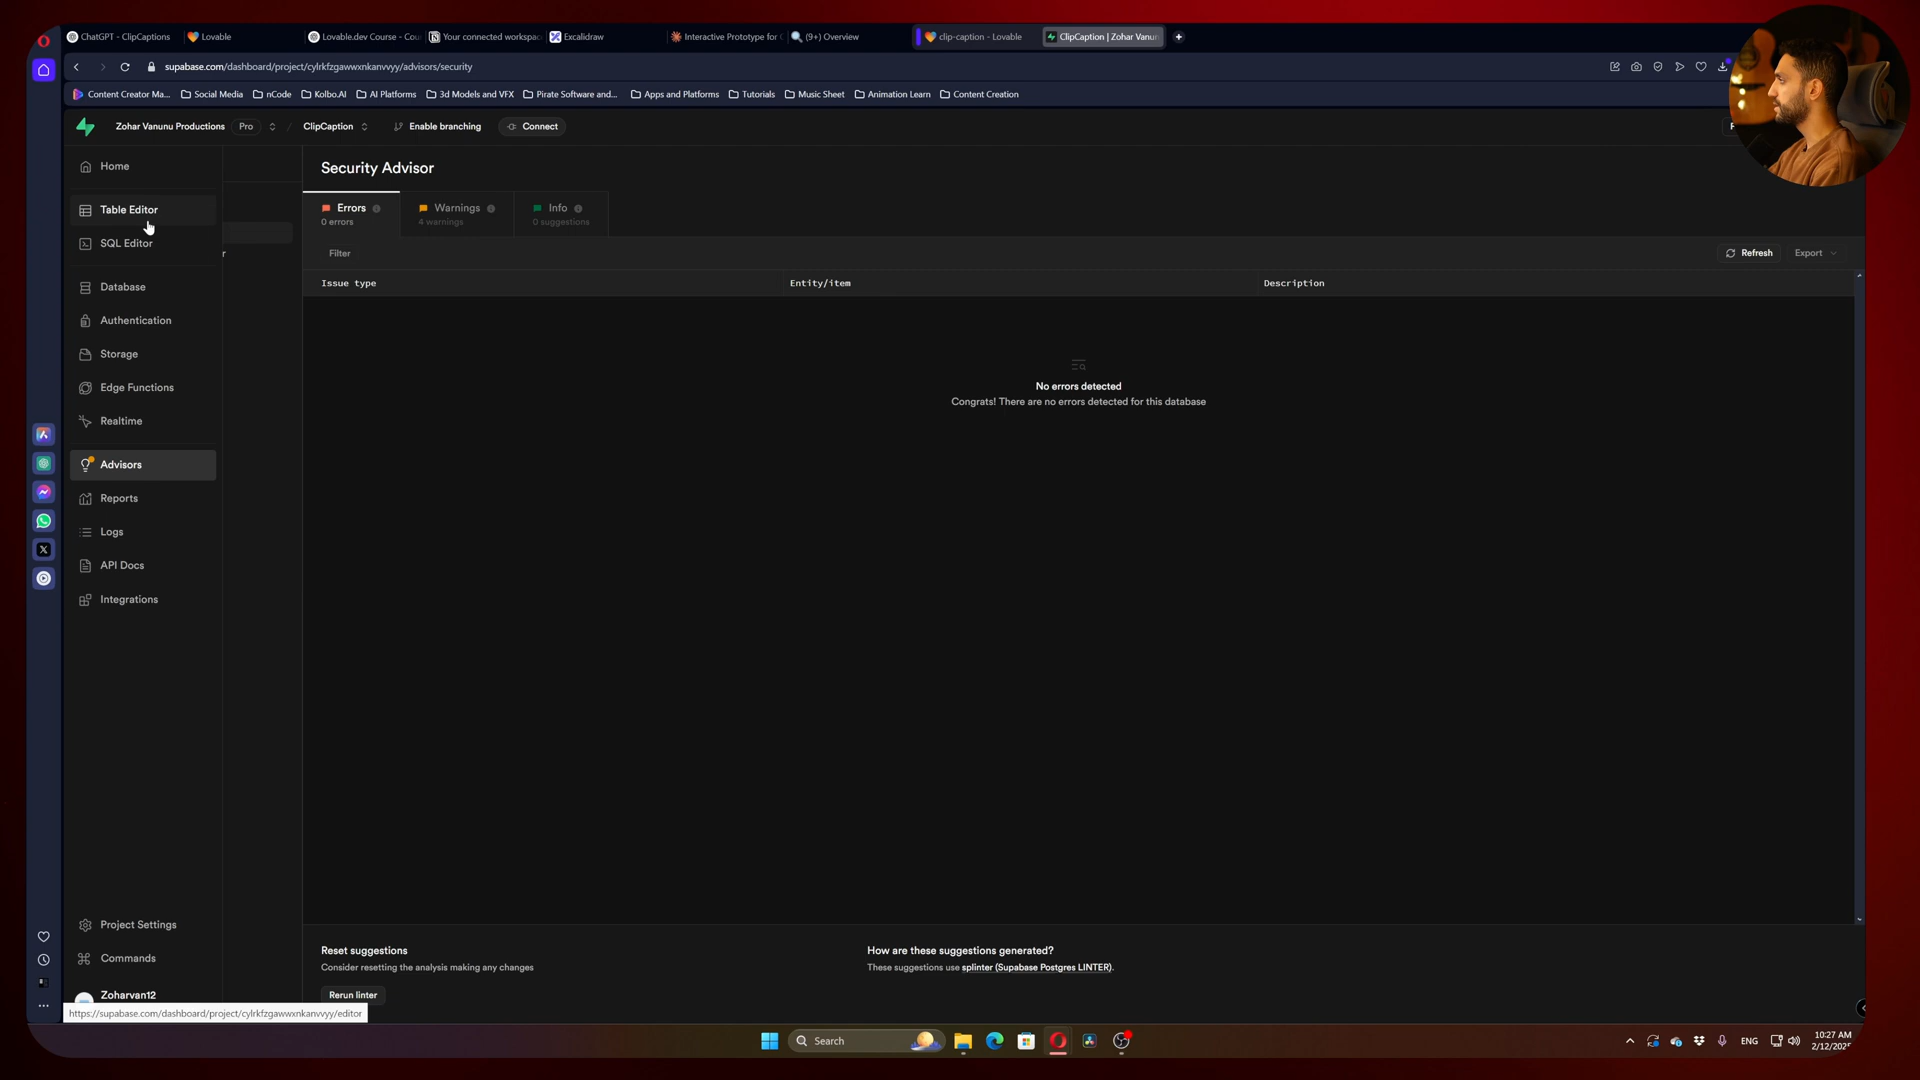 ChatGPT - ClipCaptions
Lovable
Lovable.dev Course - Cou
Your connected workspac
Excalidraw
Interactive Prototype for
(9+) Overview
clip-caption - Lovable
ClipCaption | Zohar Vanun
supabase.com/dashboard/project/cylrkfzgawwxnkanvvyy/advisors/security
Content Creator Ma...
Social Media
nCode
Kolbo.AI
AI Platforms
3d Models and VFX
Pirate Software and...
Apps and Platforms
Tutorials
Music Sheet
Animation Learn
Content Creation
Zohar Vanunu Productions
Pro
/
ClipCaption
Enable branching
Connect
Home
Table Editor
SQL Editor
Database
Authentication
Storage
Edge Functions
Realtime
Advisors
Reports
Logs
API Docs
Integrations
Project Settings
Commands
Zoharvan12
https://supabase.com/dashboard/project/cylrkfzgawwxnkanvvyy/editor
r
Security Advisor
Errors
0 errors
Warnings
4 warnings
Info
0 suggestions
Filter
Refresh
Export
Issue type
Entity/item
Description
No errors detected
Congrats! There are no errors detected for this database
Reset suggestions
Consider resetting the analysis making any changes
Rerun linter
How are these suggestions generated?
These suggestions use splinter (Supabase Postgres LINTER).
Search
ENG
10:27 AM